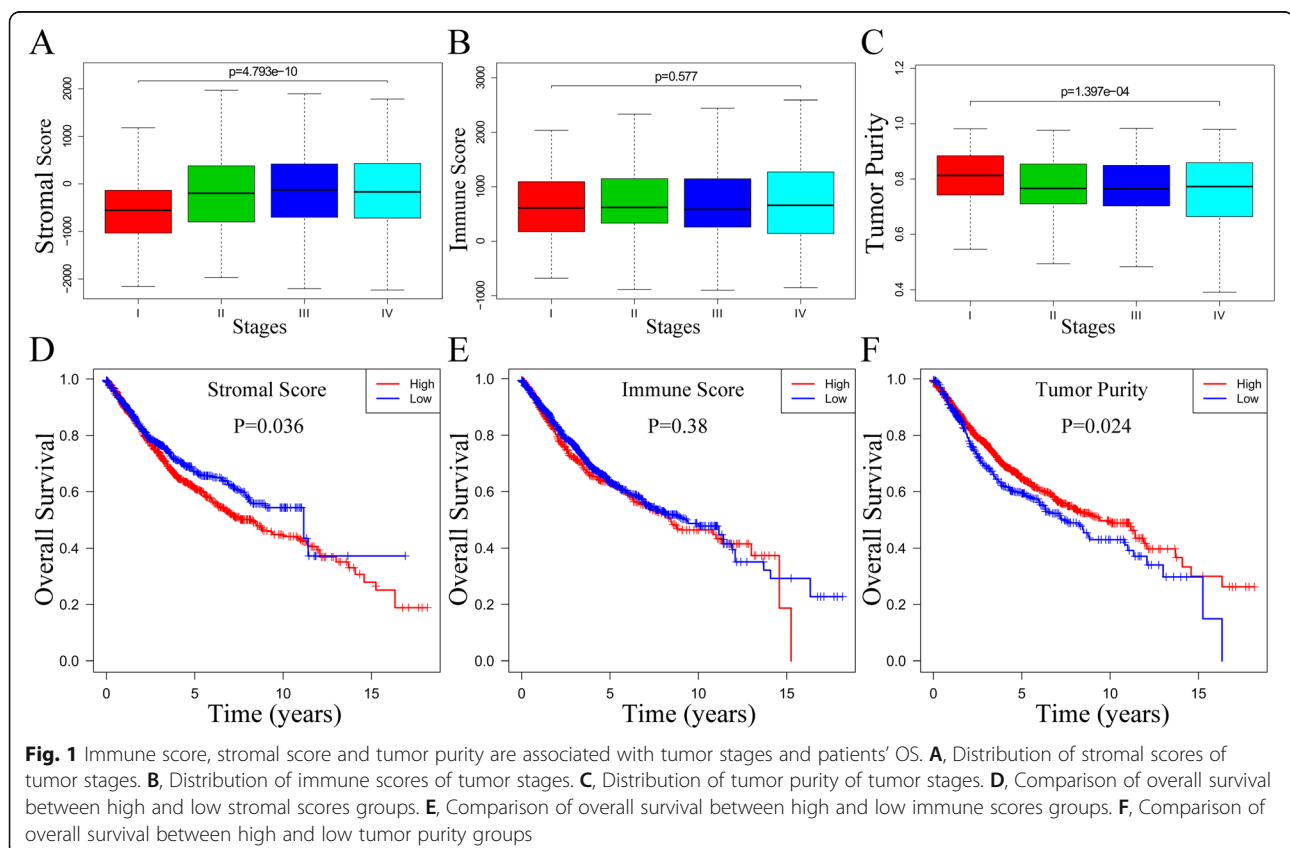 A
B
C
Stromal Score
−2000
−1000
0
1000
2000
p=4.793e−10
I
II
III
IV
Stages
Immune Score
−1000
0
1000
2000
3000
p=0.577
I
II
III
IV
Stages
Tumor Purity
0.4
0.6
0.8
1.0
1.2
p=1.397e−04
I
II
III
IV
Stages
D
E
F
Overall Survival
1.0
0.8
0.6
0.4
0.2
0.0
Stromal Score
P=0.036
High
Low
0
5
10
15
Time (years)
Overall Survival
1.0
0.8
0.6
0.4
0.2
0.0
Immune Score
P=0.38
High
Low
0
5
10
15
Time (years)
Overall Survival
1.0
0.8
0.6
0.4
0.2
0.0
Tumor Purity
P=0.024
High
Low
0
5
10
15
Time (years)
Fig. 1 Immune score, stromal score and tumor purity are associated with tumor stages and patients’ OS. A, Distribution of stromal scores of
tumor stages. B, Distribution of immune scores of tumor stages. C, Distribution of tumor purity of tumor stages. D, Comparison of overall survival
between high and low stromal scores groups. E, Comparison of overall survival between high and low immune scores groups. F, Comparison of
overall survival between high and low tumor purity groups